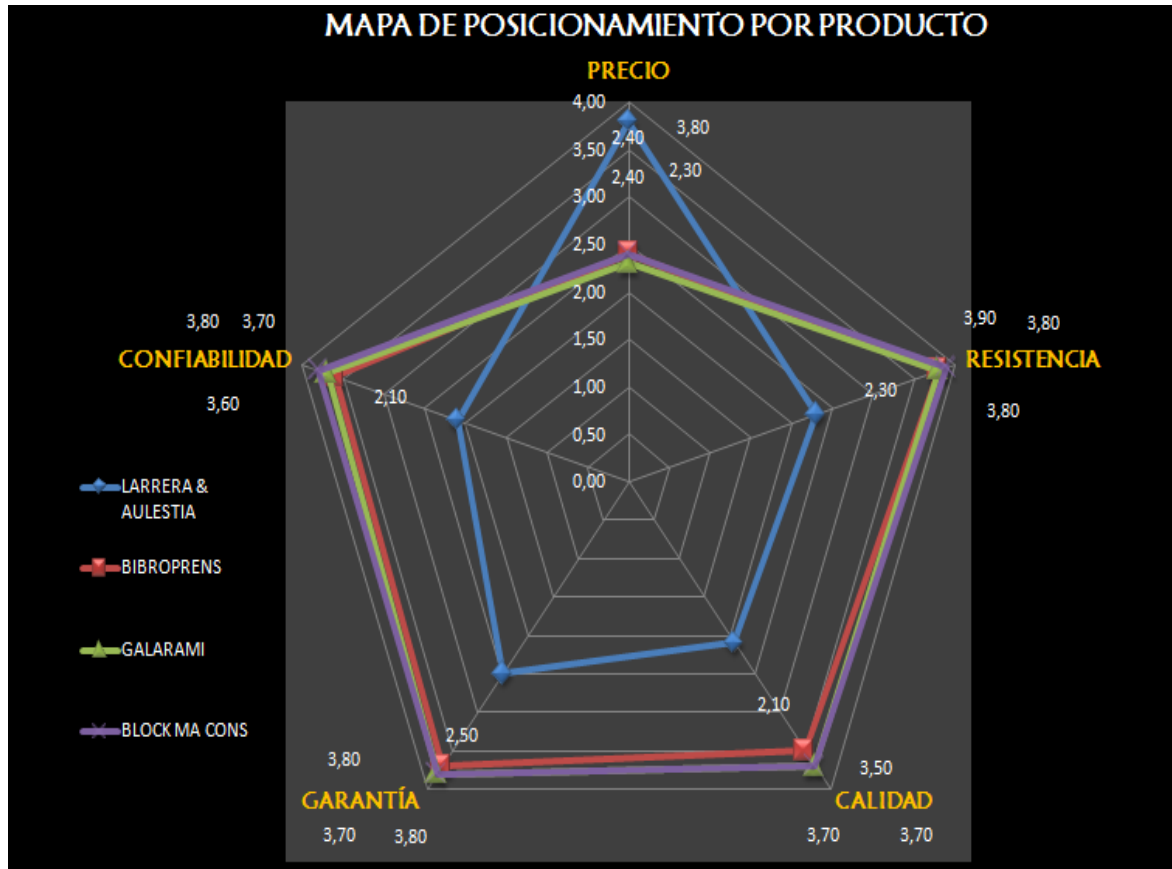 MAPA DE POSICIONAMIENTO POR PRODUCTO
PRECIO
4,00
3,80
2,40
3,50
2,40
2,30
3,00
2,50
2,00
1,50
1,00
0,50
0,00
3,80 3,70
CONFIABILIDAD
3,60
2,10
3,90 3,80
RESISTENCIA
2,30
3,80
LARRERA &
AULESTIA
BIBROPRENS
GALARAMI
BLOCK MA CONS
2,50
3,80
GARANTÍA
3,70 3,80
2,10
3,50
CALIDAD
3,70 3,70